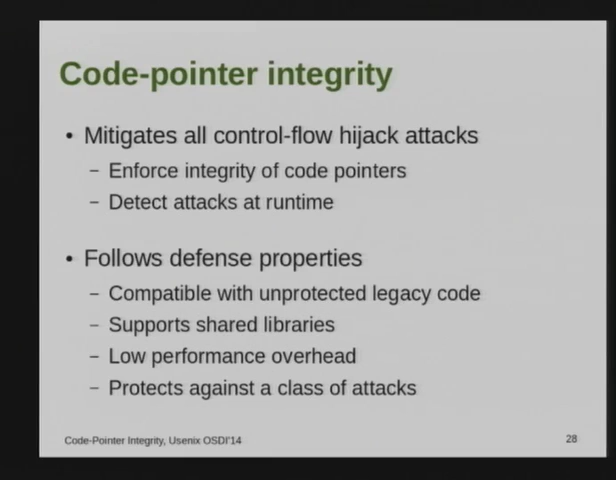 Code-pointer integrity
• Mitigates all control-flow hijack attacks
– Enforce integrity of code pointers
– Detect attacks at runtime
• Follows defense properties
– Compatible with unprotected legacy code
– Supports shared libraries
– Low performance overhead
– Protects against a class of attacks
Code-Pointer Integrity, Usenix OSDI'14
28